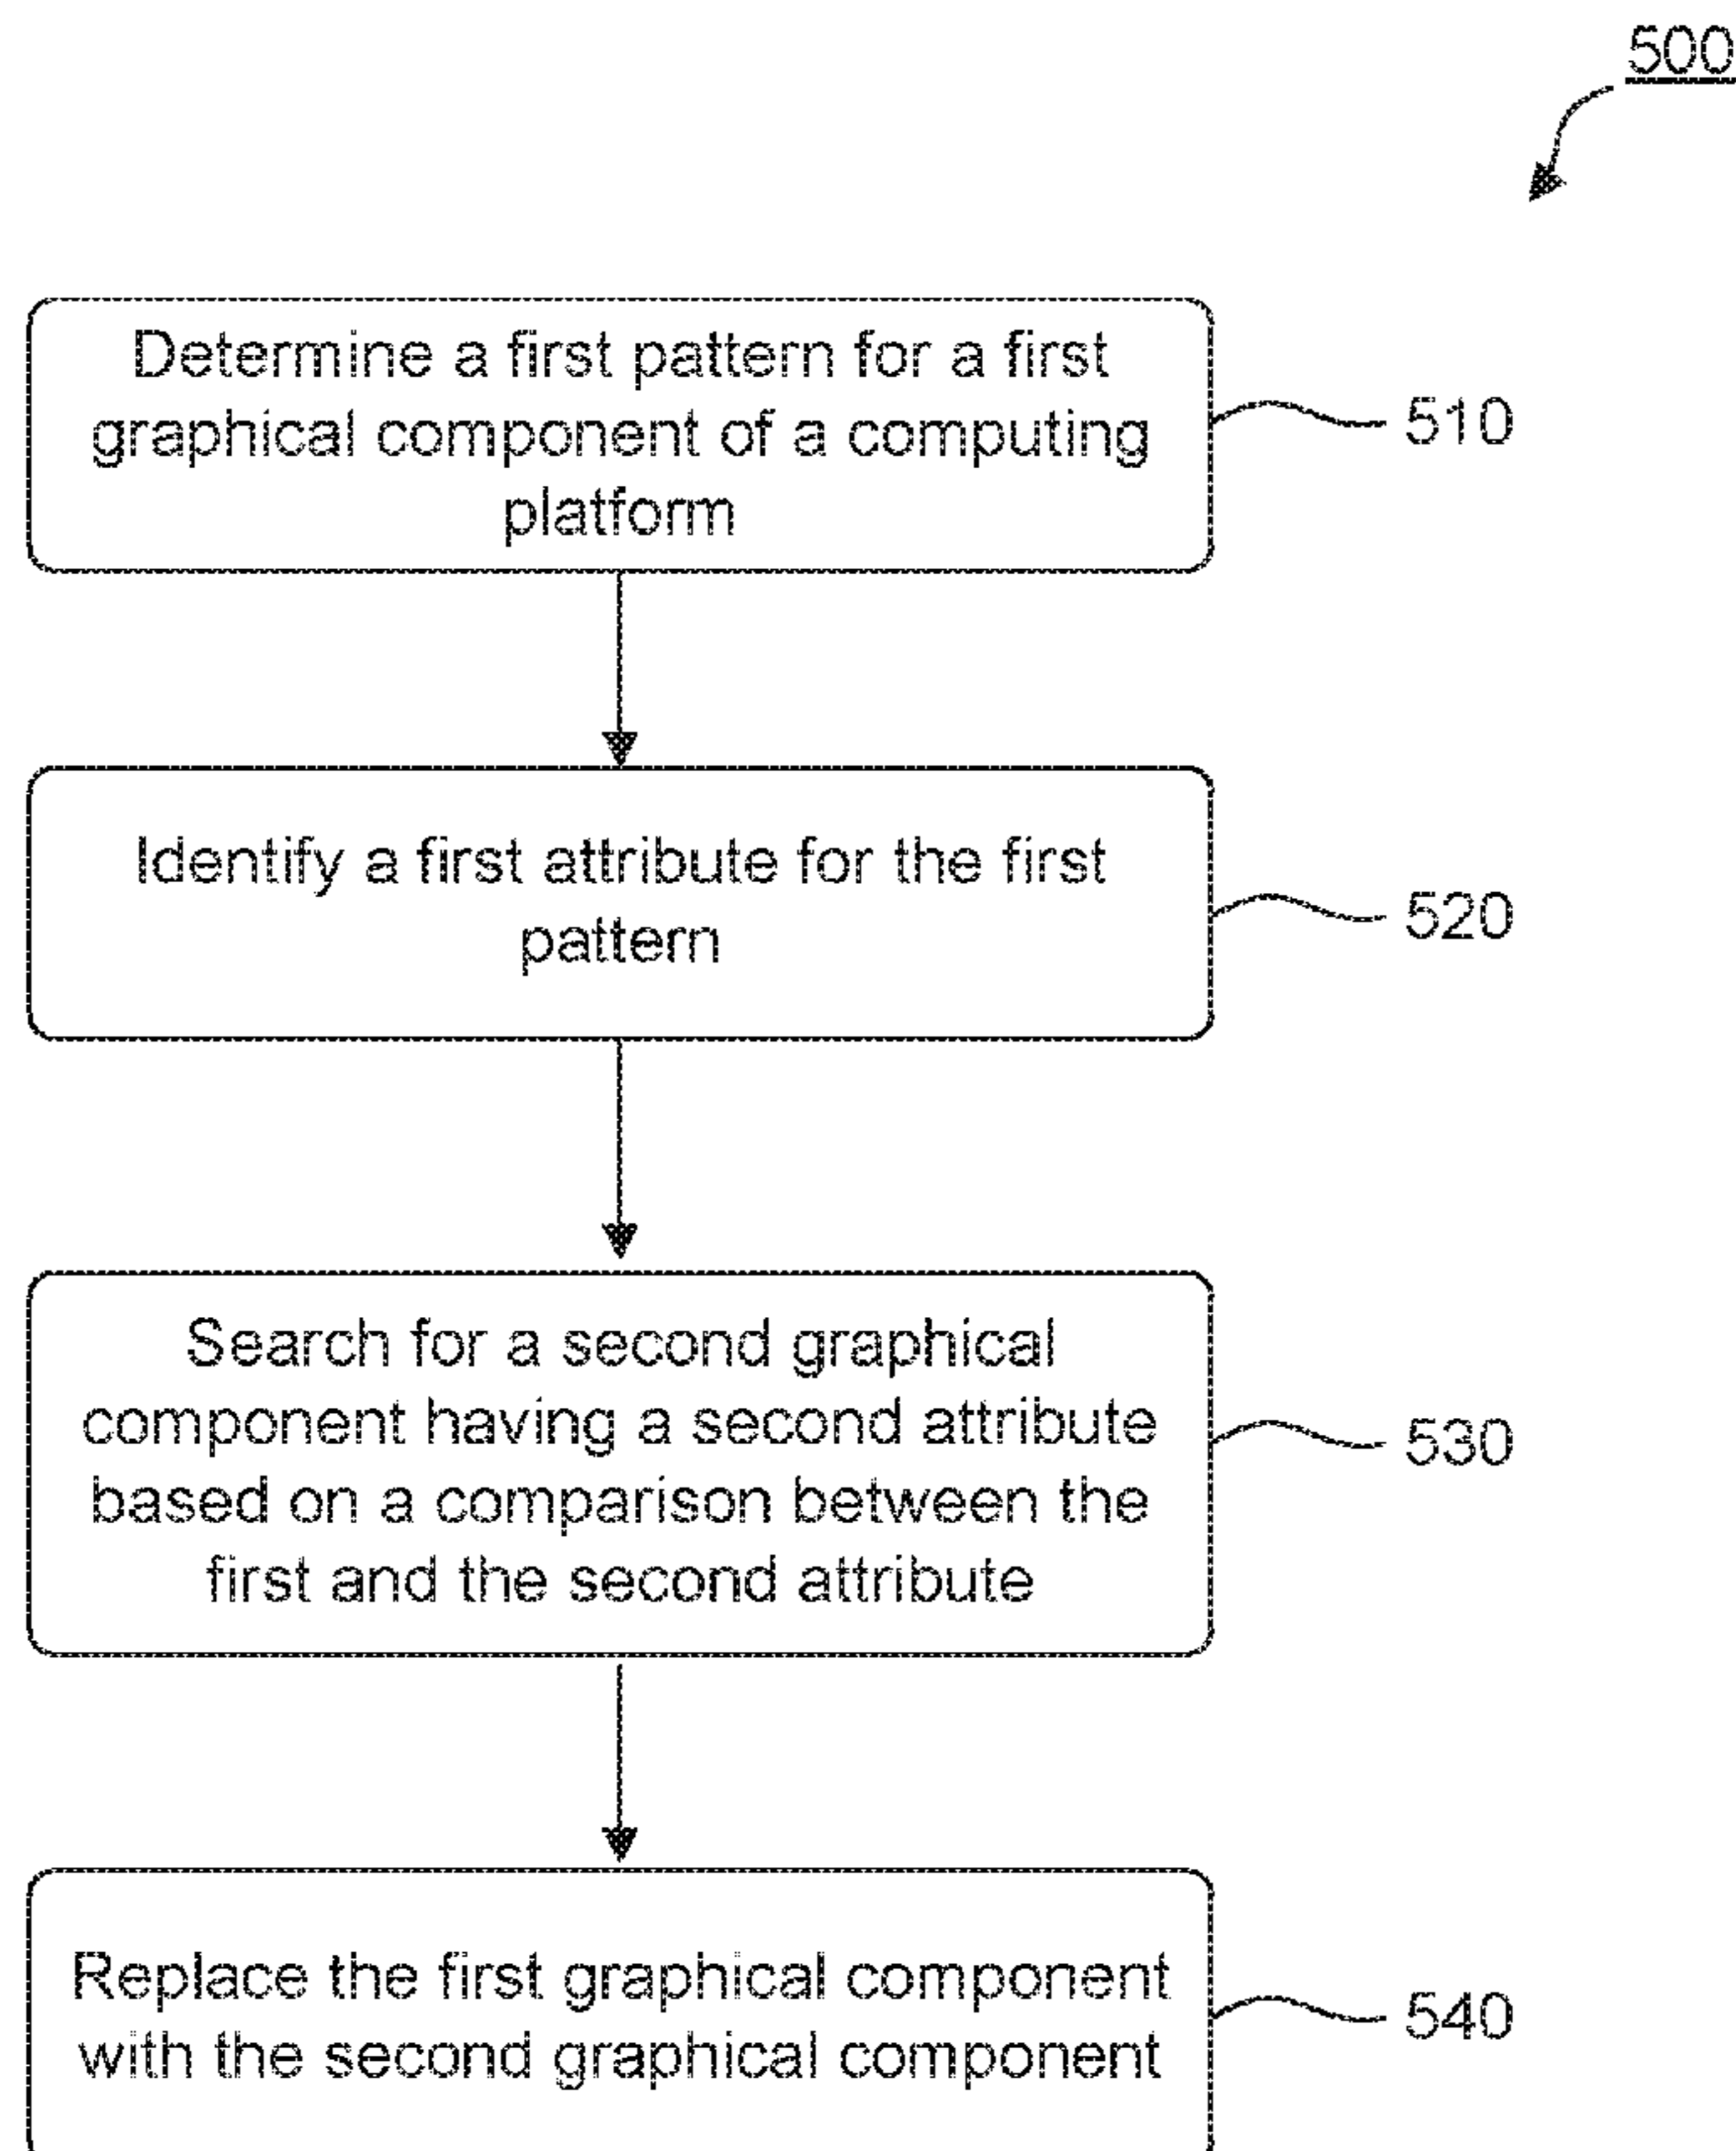 500
Determine a first pattern for a first
graphical component of a computing
platform
510
Identify a first attribute for the first
pattern
520
Search for a second graphical
component having a second attribute
based on a comparison between the
first and the second attribute
530
Replace the first graphical component
with the second graphical component
540